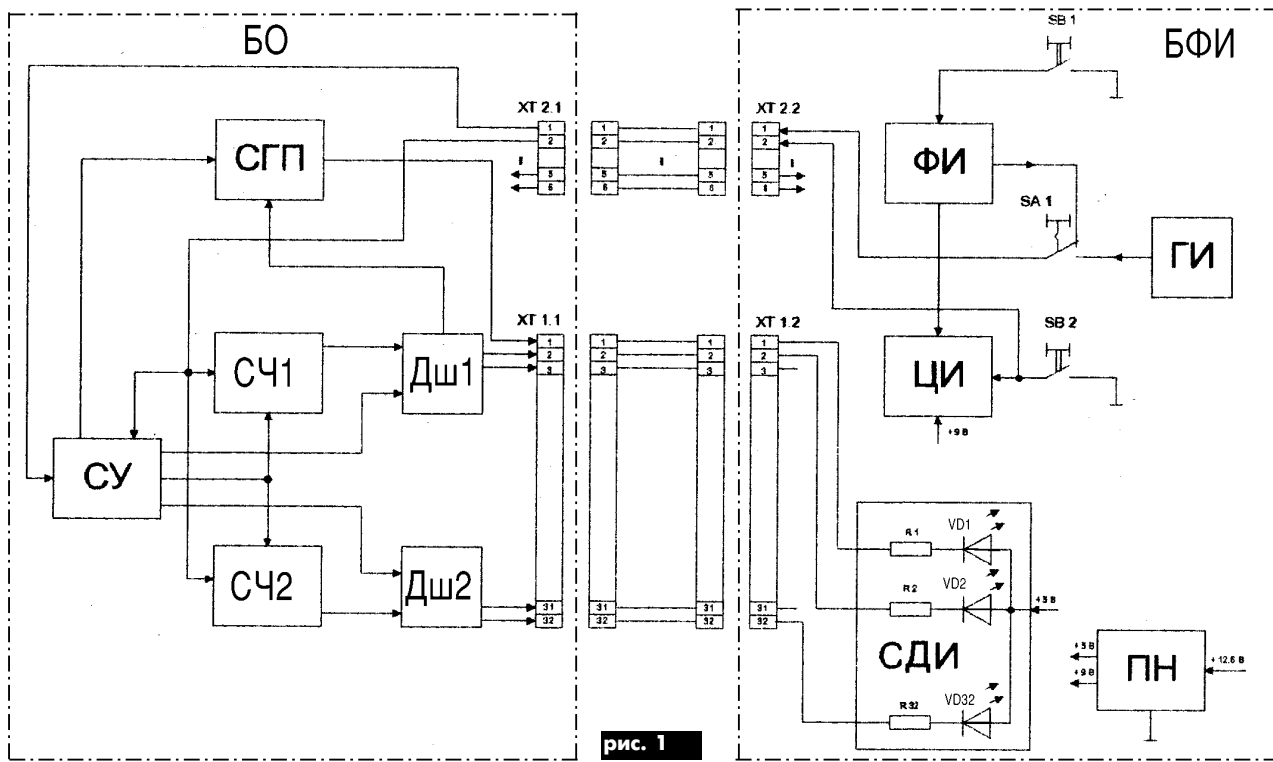 БО
БФИ
SB 1
XT 2.1
XT 2.2
1
1
1
1
2
2
2
2
СГП
ФИ
5
5
5
5
6
6
6
6
SA 1
ГИ
XT 1.1
XT 1.2
SB 2
1
1
1
1
2
2
2
2
3
3
3
3
СЧ1
Дш1
ЦИ
+9 В
СУ
VD1
R 1
СЧ2
Дш2
VD2
R2
+5 В
31
31
31
31
32
32
32
32
СДИ
+5 В
+9 В
ПН
+ 12,6 В
VD32
R32
рис. 1